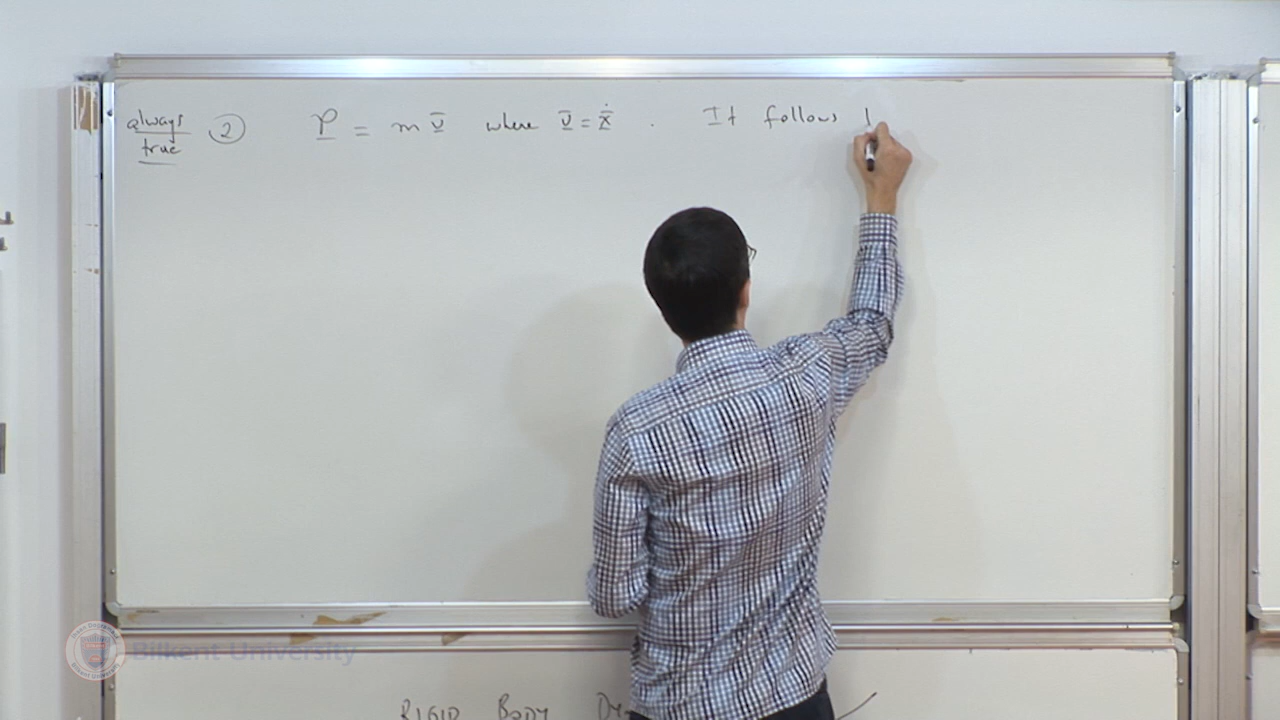 always true ② 𝒫 = m v̄ where v̄ = ẋ̄ . It follows
Bilkent University
RIGID BODY